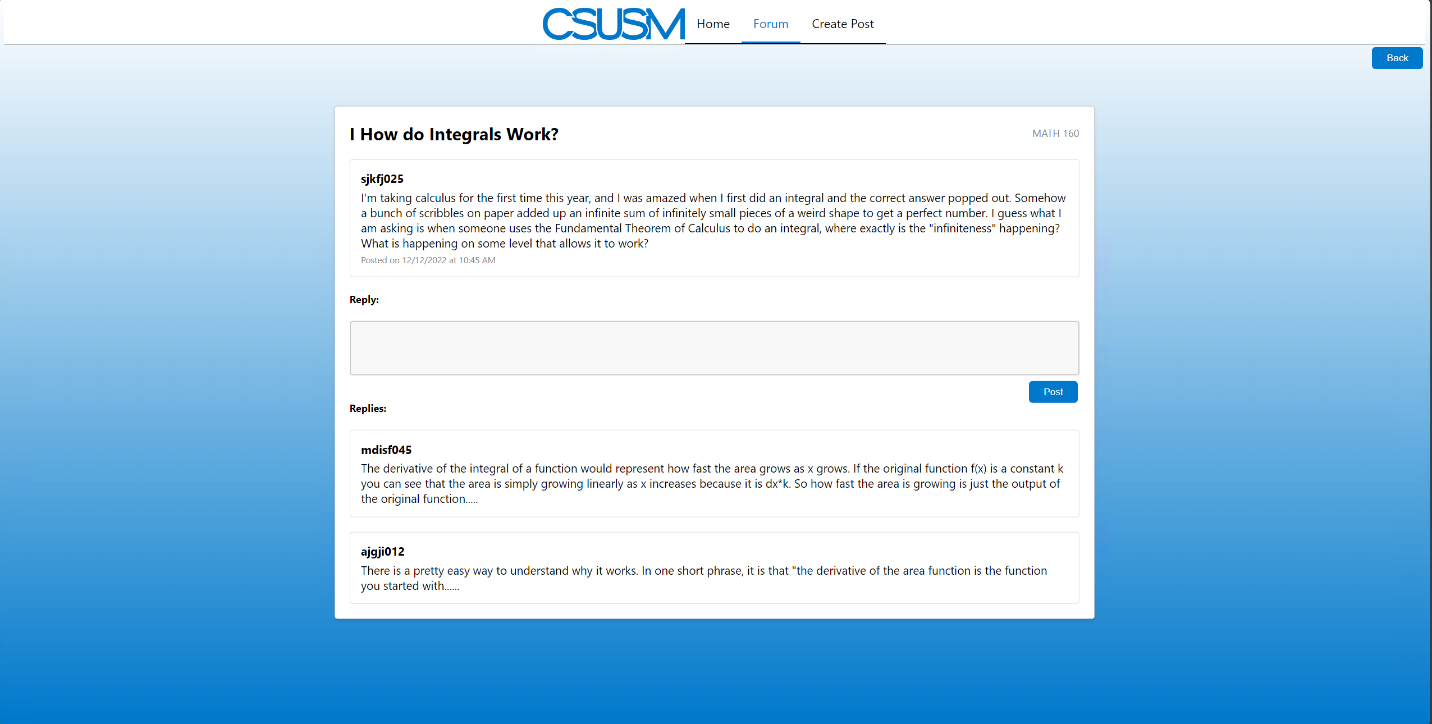 CSUSM Home Forum Create Post
Back
I How do Integrals Work?
MATH 160
sjkfj025
I'm taking calculus for the first time this year, and I was amazed when I first did an integral and the correct answer popped out. Somehow
a bunch of scribbles on paper added up an infinite sum of infinitely small pieces of a weird shape to get a perfect number. I guess what I
am asking is when someone uses the Fundamental Theorem of Calculus to do an integral, where exactly is the "infiniteness" happening?
What is happening on some level that allows it to work?
Posted on 12/12/2022 at 10:45 AM
Reply:
Post
Replies:
mdisf045
The derivative of the integral of a function would represent how fast the area grows as x grows. If the original function f(x) is a constant k
you can see that the area is simply growing linearly as x increases because it is dx*k. So how fast the area is growing is just the output of
the original function.....
ajgji012
There is a pretty easy way to understand why it works. In one short phrase, it is that "the derivative of the area function is the function
you started with......